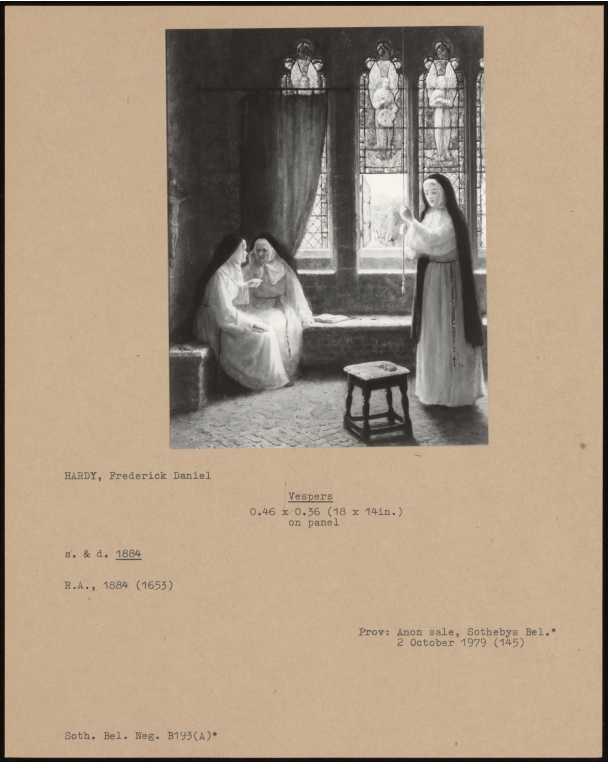 HARDY, Frederick Daniel
Vespers
0.46 x 0.36 (18 x 14in.)
on panel
s. & d. 1884
R.A., 1884 (1653)
Prov: Anon sale, Sothebys Bel.*
2 October 1979 (145)
Soth. Bel. Neg. B193(A)*